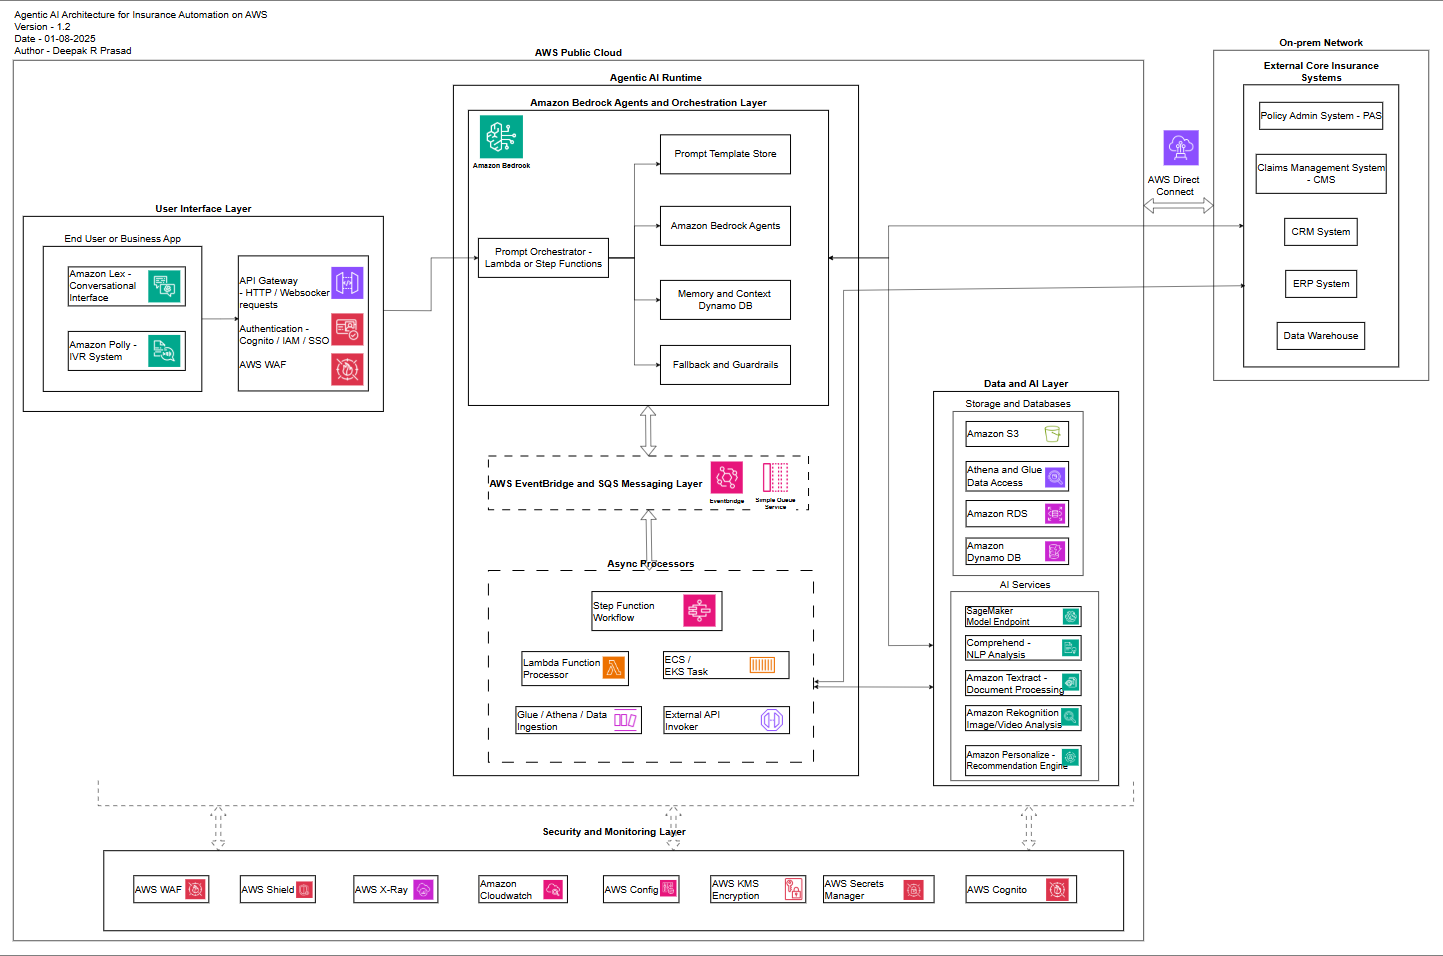 Agentic AI Architecture for Insurance Automation on AWS
Version - 1.2
Date - 01-08-2025
Author - Deepak R Prasad
AWS Public Cloud
On-prem Network
External Core Insurance
Systems
Policy Admin System - PAS
Claims Management System
- CMS
CRM System
ERP System
Data Warehouse
AWS Direct
Connect
Agentic AI Runtime
Amazon Bedrock Agents and Orchestration Layer
Amazon Bedrock
Prompt Template Store
Amazon Bedrock Agents
Prompt Orchestrator -
Lambda or Step Functions
Memory and Context
Dynamo DB
Fallback and Guardrails
User Interface Layer
End User or Business App
Amazon Lex -
Conversational
Interface
Amazon Polly -
IVR System
API Gateway
- HTTP / Websocker
requests
Authentication -
Cognito / IAM / SSO
AWS WAF
AWS EventBridge and SQS Messaging Layer
Eventbridge
Simple Queue
Service
Async Processors
Step Function
Workflow
Lambda Function
Processor
ECS /
EKS Task
Glue / Athena / Data
Ingestion
External API
Invoker
Data and AI Layer
Storage and Databases
Amazon S3
Athena and Glue
Data Access
Amazon RDS
Amazon
Dynamo DB
AI Services
SageMaker
Model Endpoint
Comprehend -
NLP Analysis
Amazon Textract -
Document Processing
Amazon Rekognition
Image/Video Analysis
Amazon Personalize -
Recommendation Engine
Security and Monitoring Layer
AWS WAF
AWS Shield
AWS X-Ray
Amazon
Cloudwatch
AWS Config
AWS KMS
Encryption
AWS Secrets
Manager
AWS Cognito